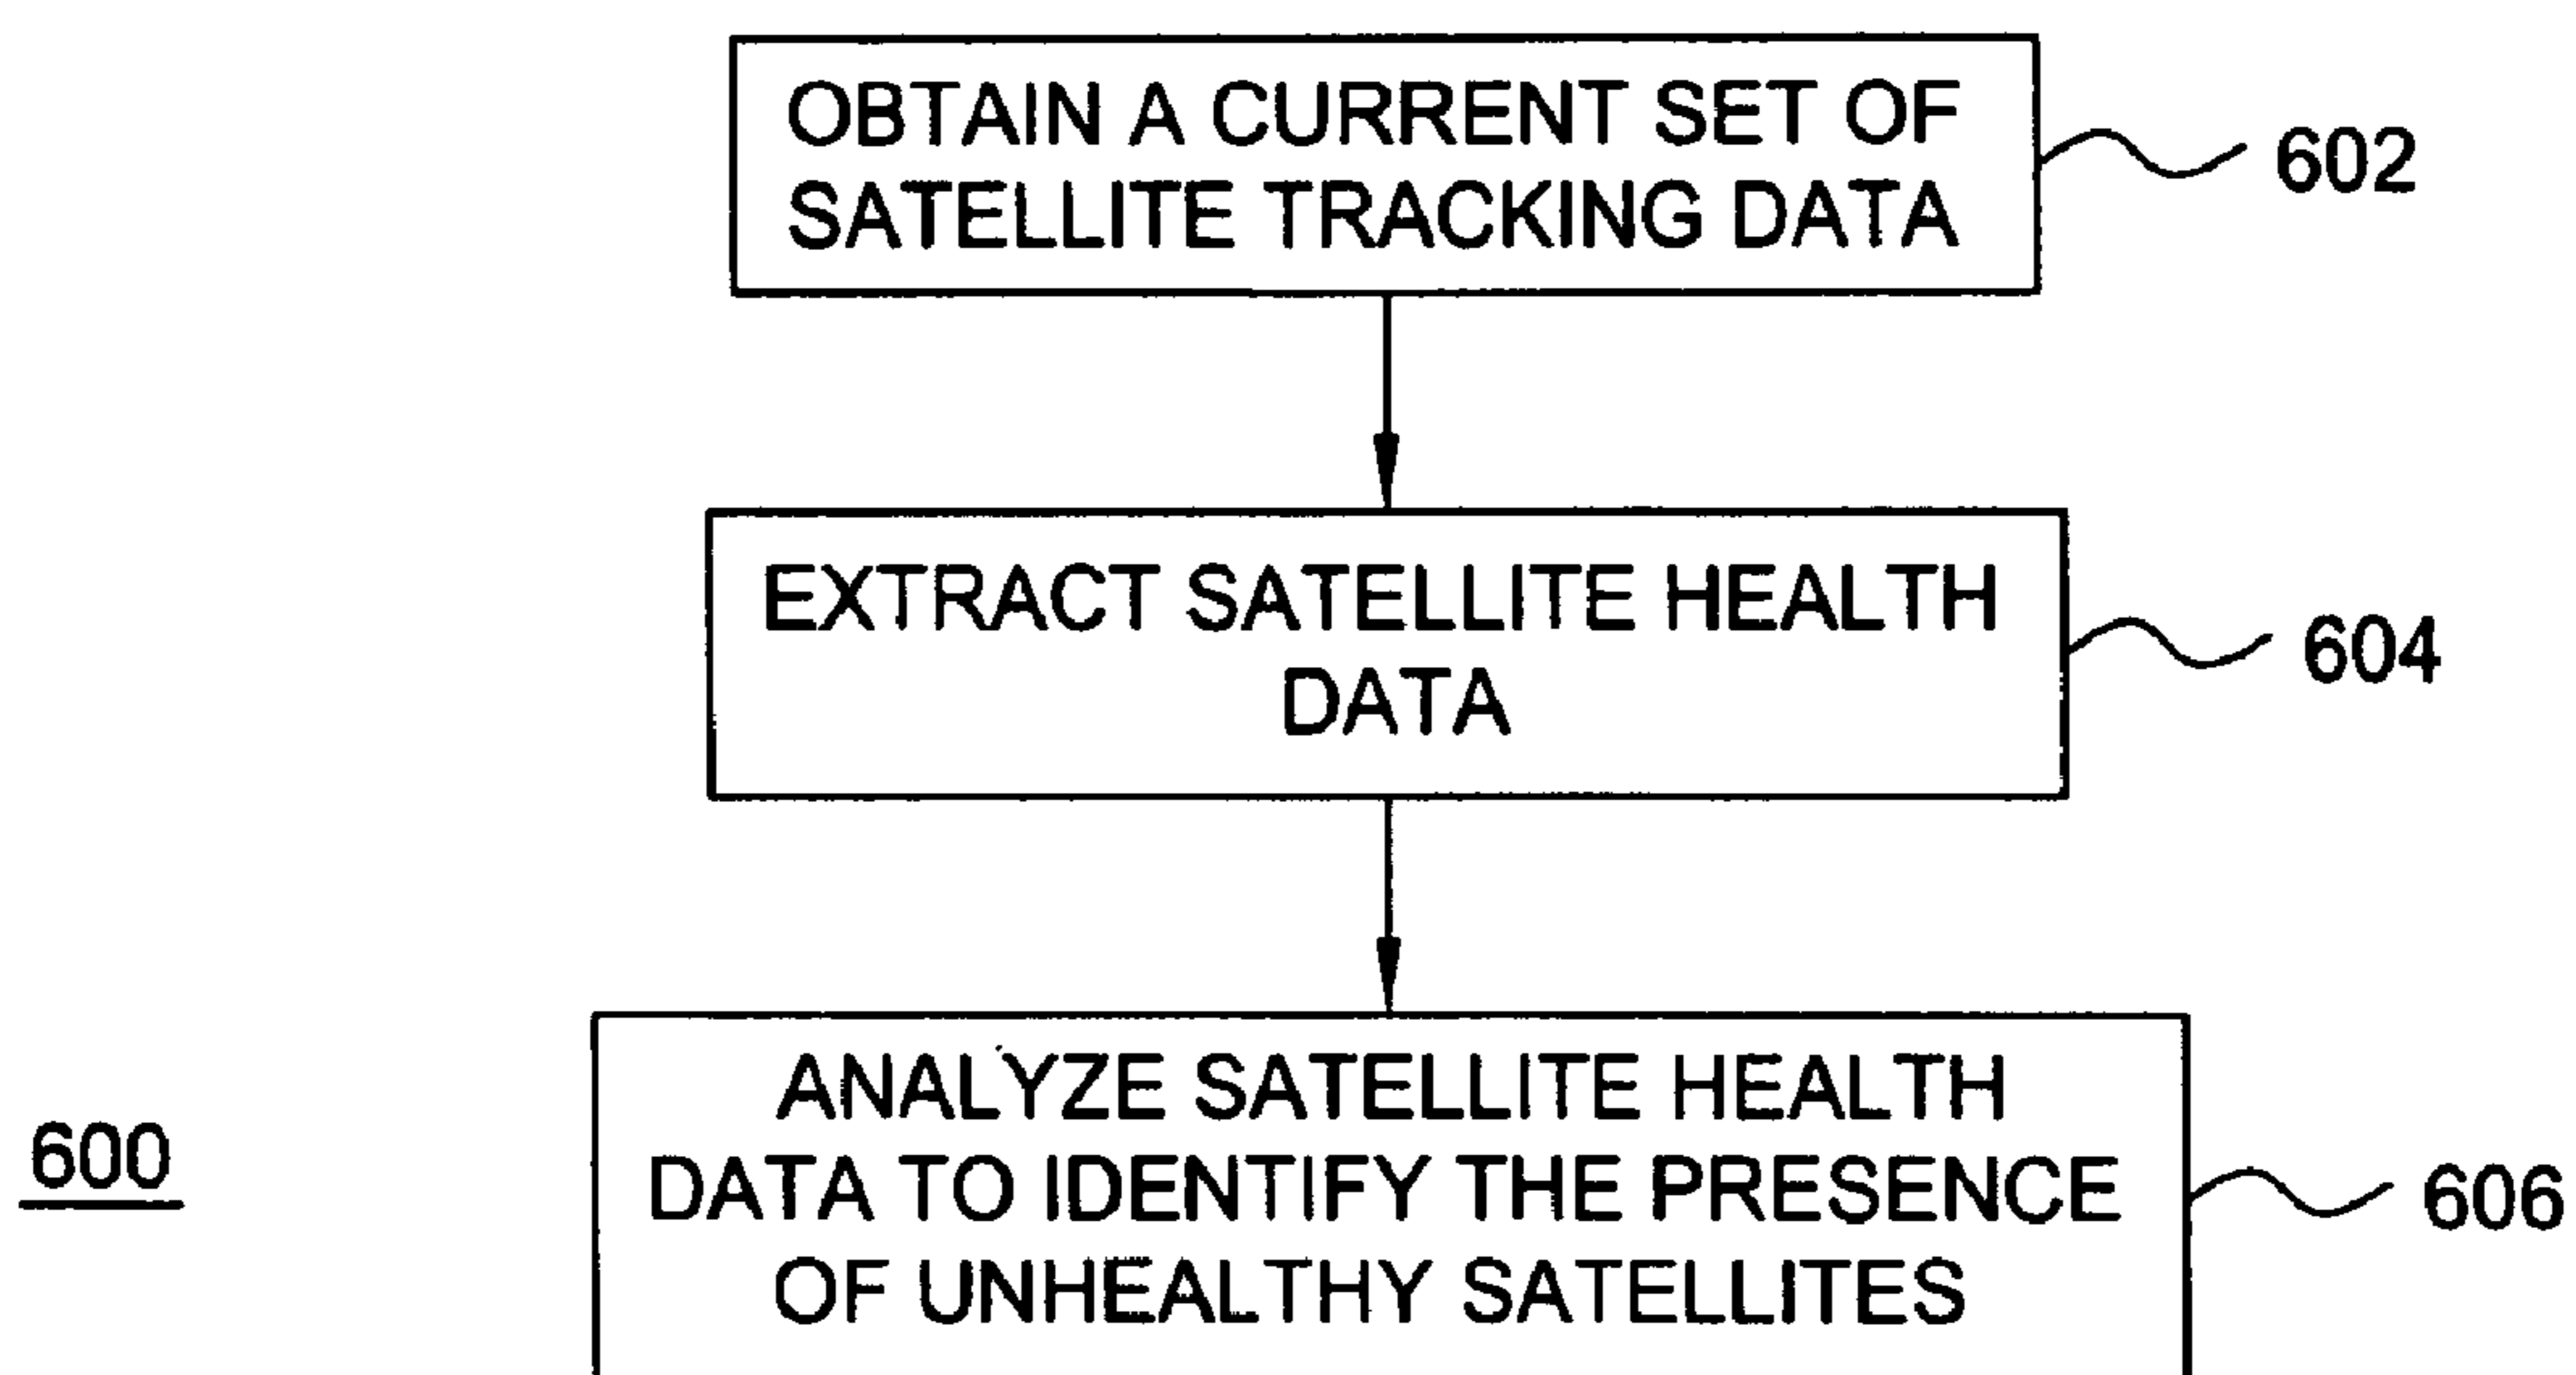 OBTAIN A CURRENT SET OF
SATELLITE TRACKING DATA
602
EXTRACT SATELLITE HEALTH
DATA
604
ANALYZE SATELLITE HEALTH
DATA TO IDENTIFY THE PRESENCE
OF UNHEALTHY SATELLITES
606
600